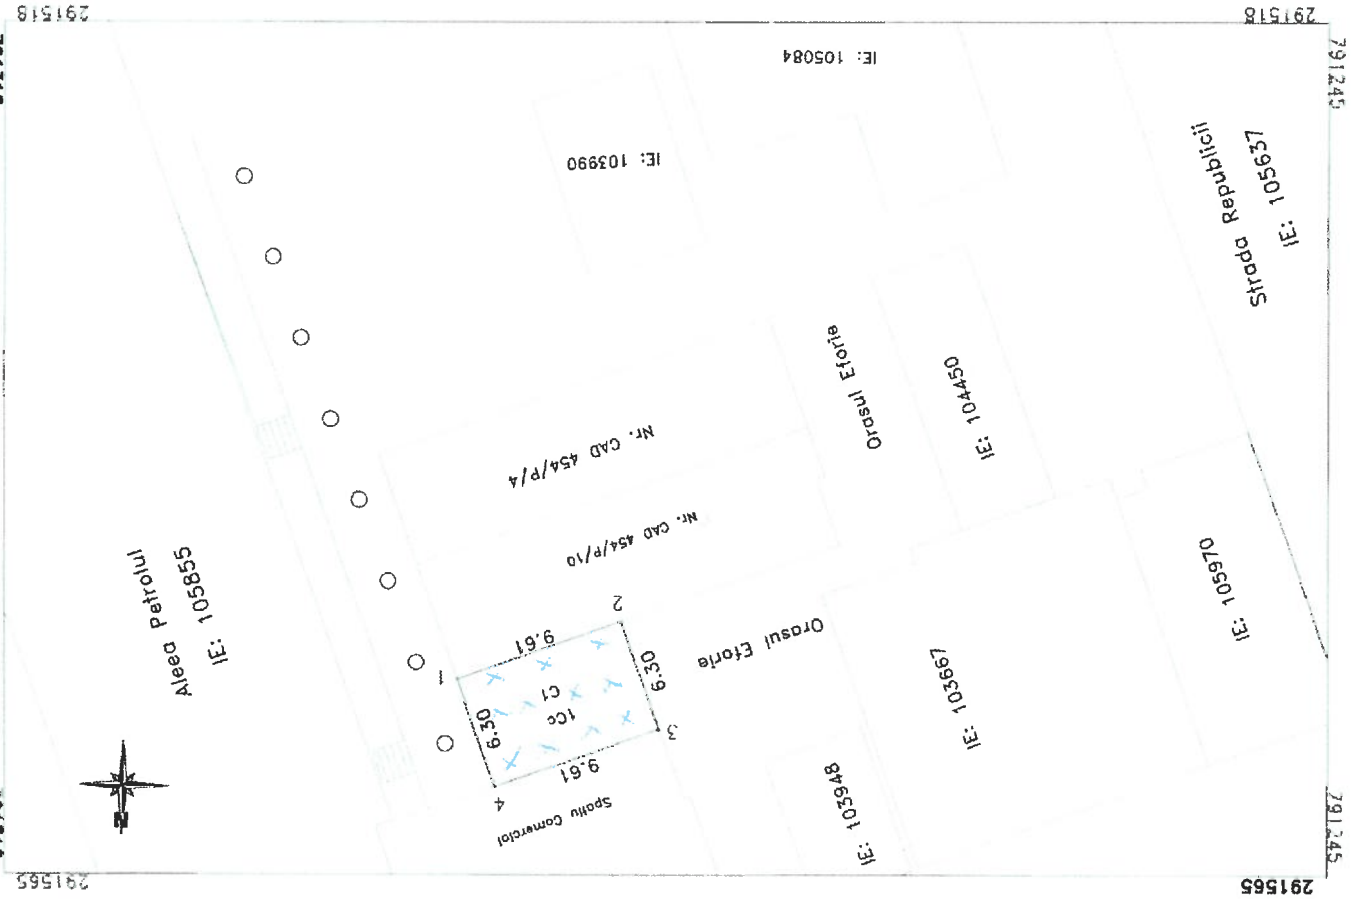 291565
291565
791245
N
Spatiu Comercial
IE: 103948
4
9.61
3
6.30
1Cc
C1
6.30
1
9.61
2
Orasul Eforie
IE: 103667
IE: 105970
Aleea Petrolul
IE: 105855
Nr. CAD 454/P/10
Nr. CAD 454/P/4
Orasul Eforie
IE: 104450
Strada Republicii
IE: 105637
IE: 103990
IE: 105084
791245
291518
291518